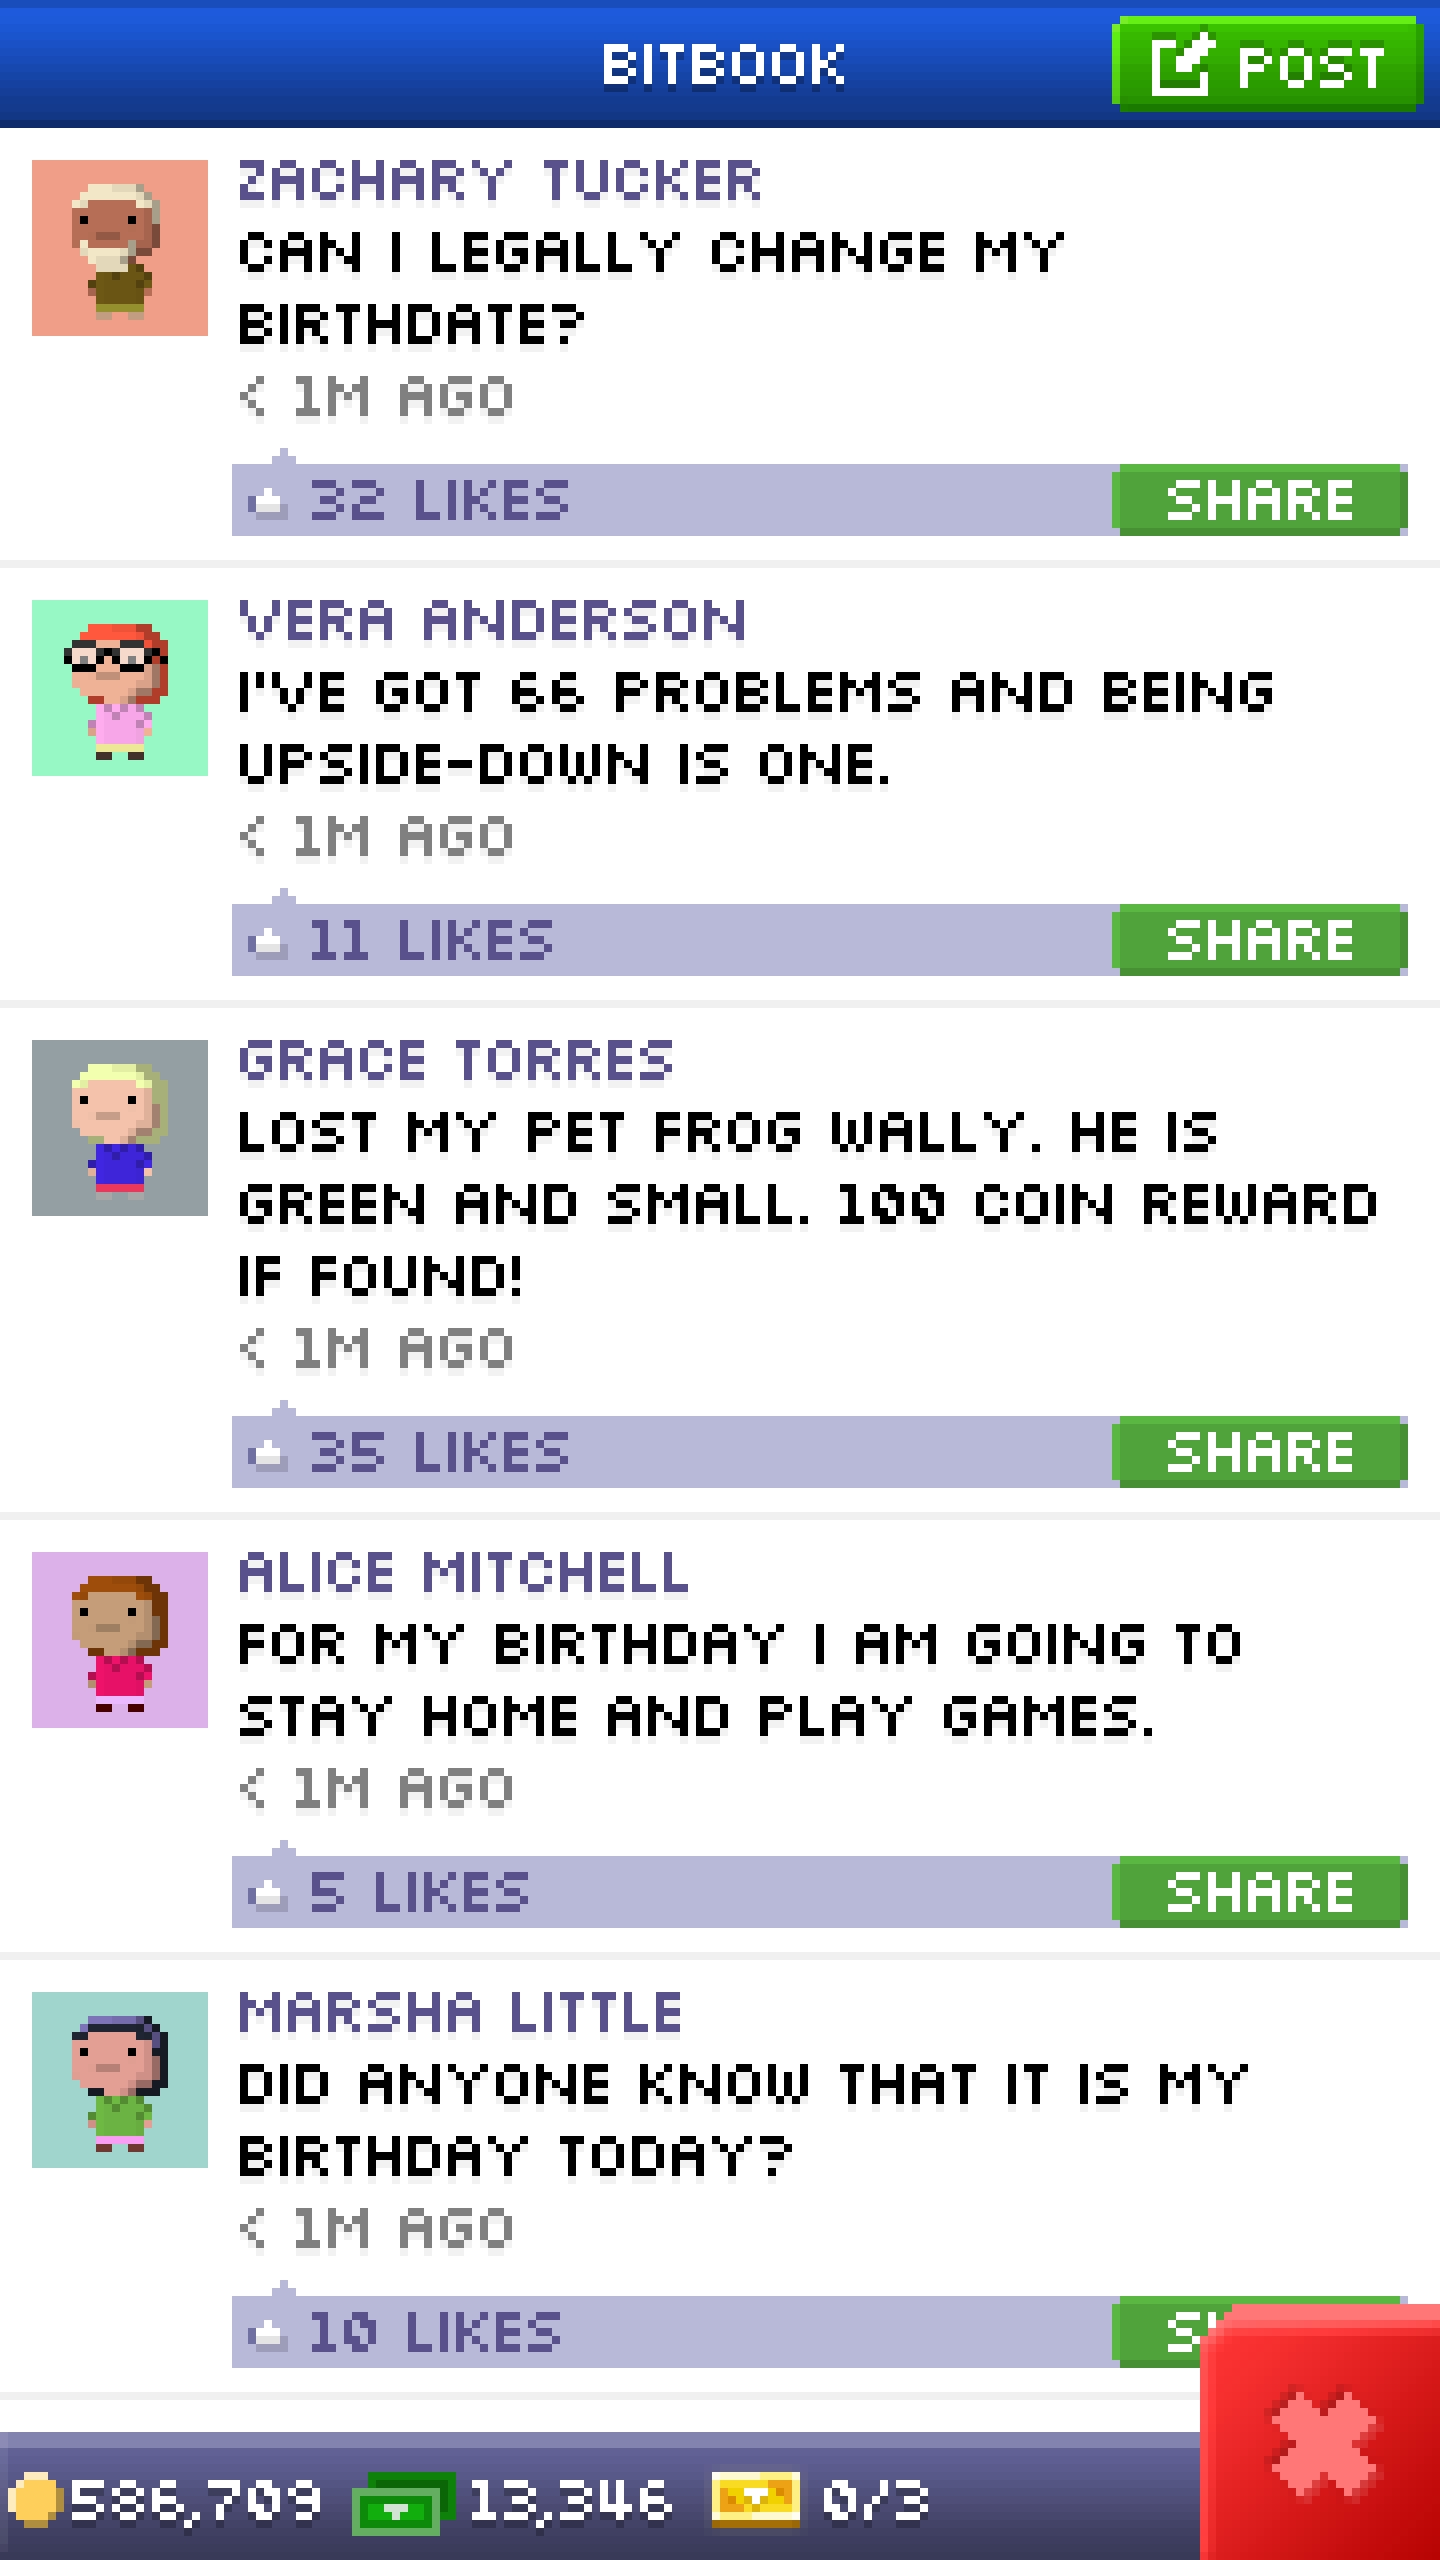 BITBOOK
POST
ZACHARY TUCKER
CAN I LEGALLY CHANGE MY
BIRTHDATE?
< 1M AGO
32 LIKES
SHARE
VERA ANDERSON
I'VE GOT 66 PROBLEMS AND BEING
UPSIDE-DOWN IS ONE.
< 1M AGO
11 LIKES
SHARE
GRACE TORRES
LOST MY PET FROG WALLY. HE IS
GREEN AND SMALL. 100 COIN REWARD
IF FOUND!
< 1M AGO
35 LIKES
SHARE
ALICE MITCHELL
FOR MY BIRTHDAY I AM GOING TO
STAY HOME AND PLAY GAMES.
< 1M AGO
5 LIKES
SHARE
MARSHA LITTLE
DID ANYONE KNOW THAT IT IS MY
BIRTHDAY TODAY?
< 1M AGO
10 LIKES
586,709
13,346
0/3